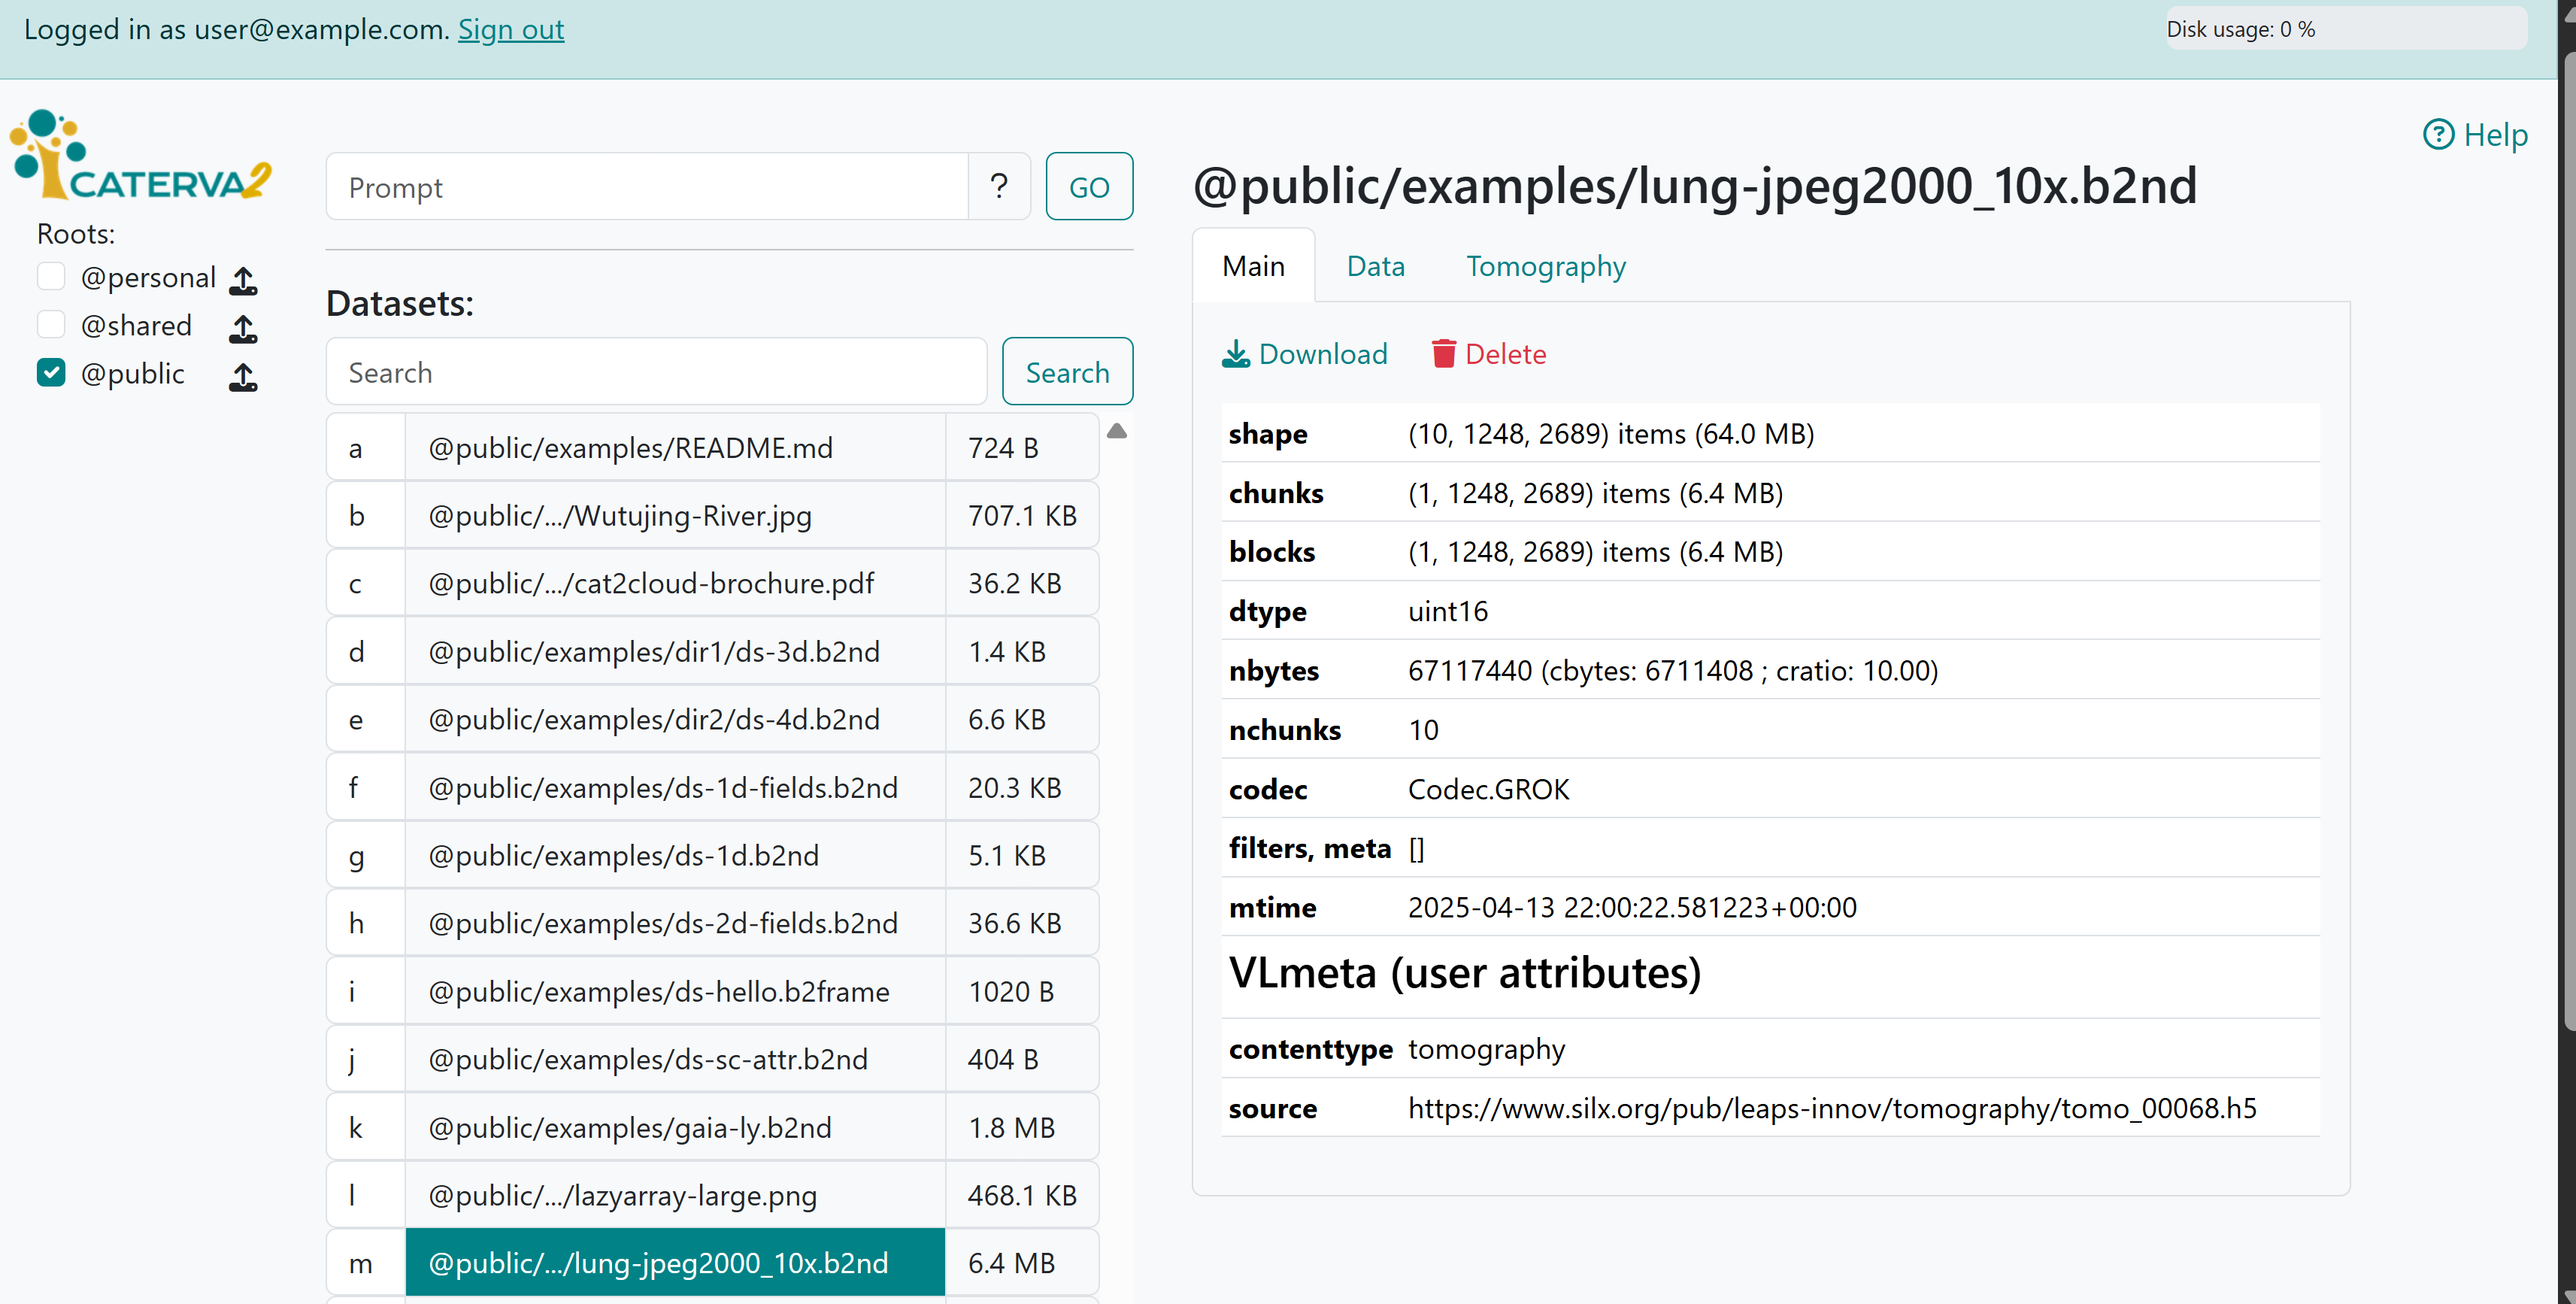 Logged in as user@example.com. Sign out
Disk usage: 0 %
CATERVA2
Help
Roots:
@personal
@shared
@public
Prompt ? GO
Datasets:
Search Search
a @public/examples/README.md 724 B
b @public/.../Wutujing-River.jpg 707.1 KB
c @public/.../cat2cloud-brochure.pdf 36.2 KB
d @public/examples/dir1/ds-3d.b2nd 1.4 KB
e @public/examples/dir2/ds-4d.b2nd 6.6 KB
f @public/examples/ds-1d-fields.b2nd 20.3 KB
g @public/examples/ds-1d.b2nd 5.1 KB
h @public/examples/ds-2d-fields.b2nd 36.6 KB
i @public/examples/ds-hello.b2frame 1020 B
j @public/examples/ds-sc-attr.b2nd 404 B
k @public/examples/gaia-ly.b2nd 1.8 MB
l @public/.../lazyarray-large.png 468.1 KB
m @public/.../lung-jpeg2000_10x.b2nd 6.4 MB
@public/examples/lung-jpeg2000_10x.b2nd
Main Data Tomography
Download Delete
shape (10, 1248, 2689) items (64.0 MB)
chunks (1, 1248, 2689) items (6.4 MB)
blocks (1, 1248, 2689) items (6.4 MB)
dtype uint16
nbytes 67117440 (cbytes: 6711408 ; cratio: 10.00)
nchunks 10
codec Codec.GROK
filters, meta []
mtime 2025-04-13 22:00:22.581223+00:00
VLmeta (user attributes)
contenttype tomography
source https://www.silx.org/pub/leaps-innov/tomography/tomo_00068.h5